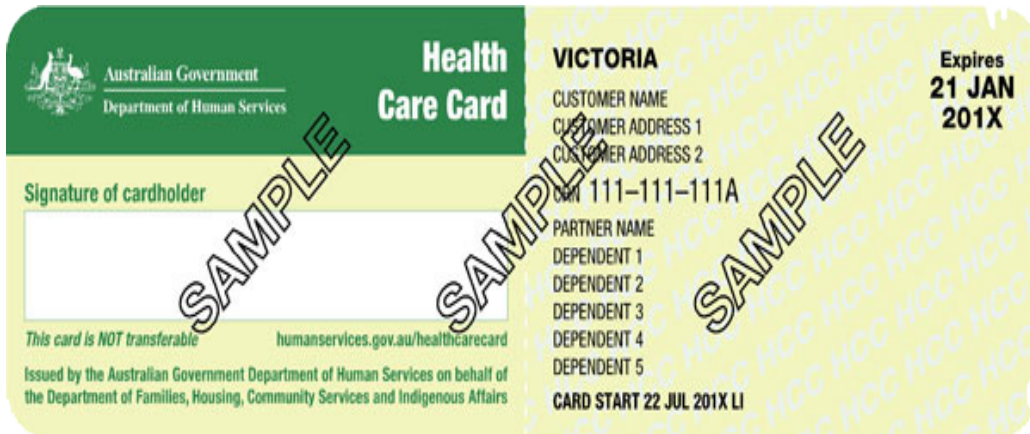 Australian Government
Department of Human Services
Health
Care Card
Signature of cardholder
This card is NOT transferable
humanservices.gov.au/healthcarecard
Issued by the Australian Government Department of Human Services on behalf of
the Department of Families, Housing, Community Services and Indigenous Affairs
SAMPLE
SAMPLE
VICTORIA
Expires
21 JAN
201X
CUSTOMER NAME
CUSTOMER ADDRESS 1
CUSTOMER ADDRESS 2
CRN 111–111–111A
PARTNER NAME
DEPENDENT 1
DEPENDENT 2
DEPENDENT 3
DEPENDENT 4
DEPENDENT 5
CARD START 22 JUL 201X LI
SAMPLE